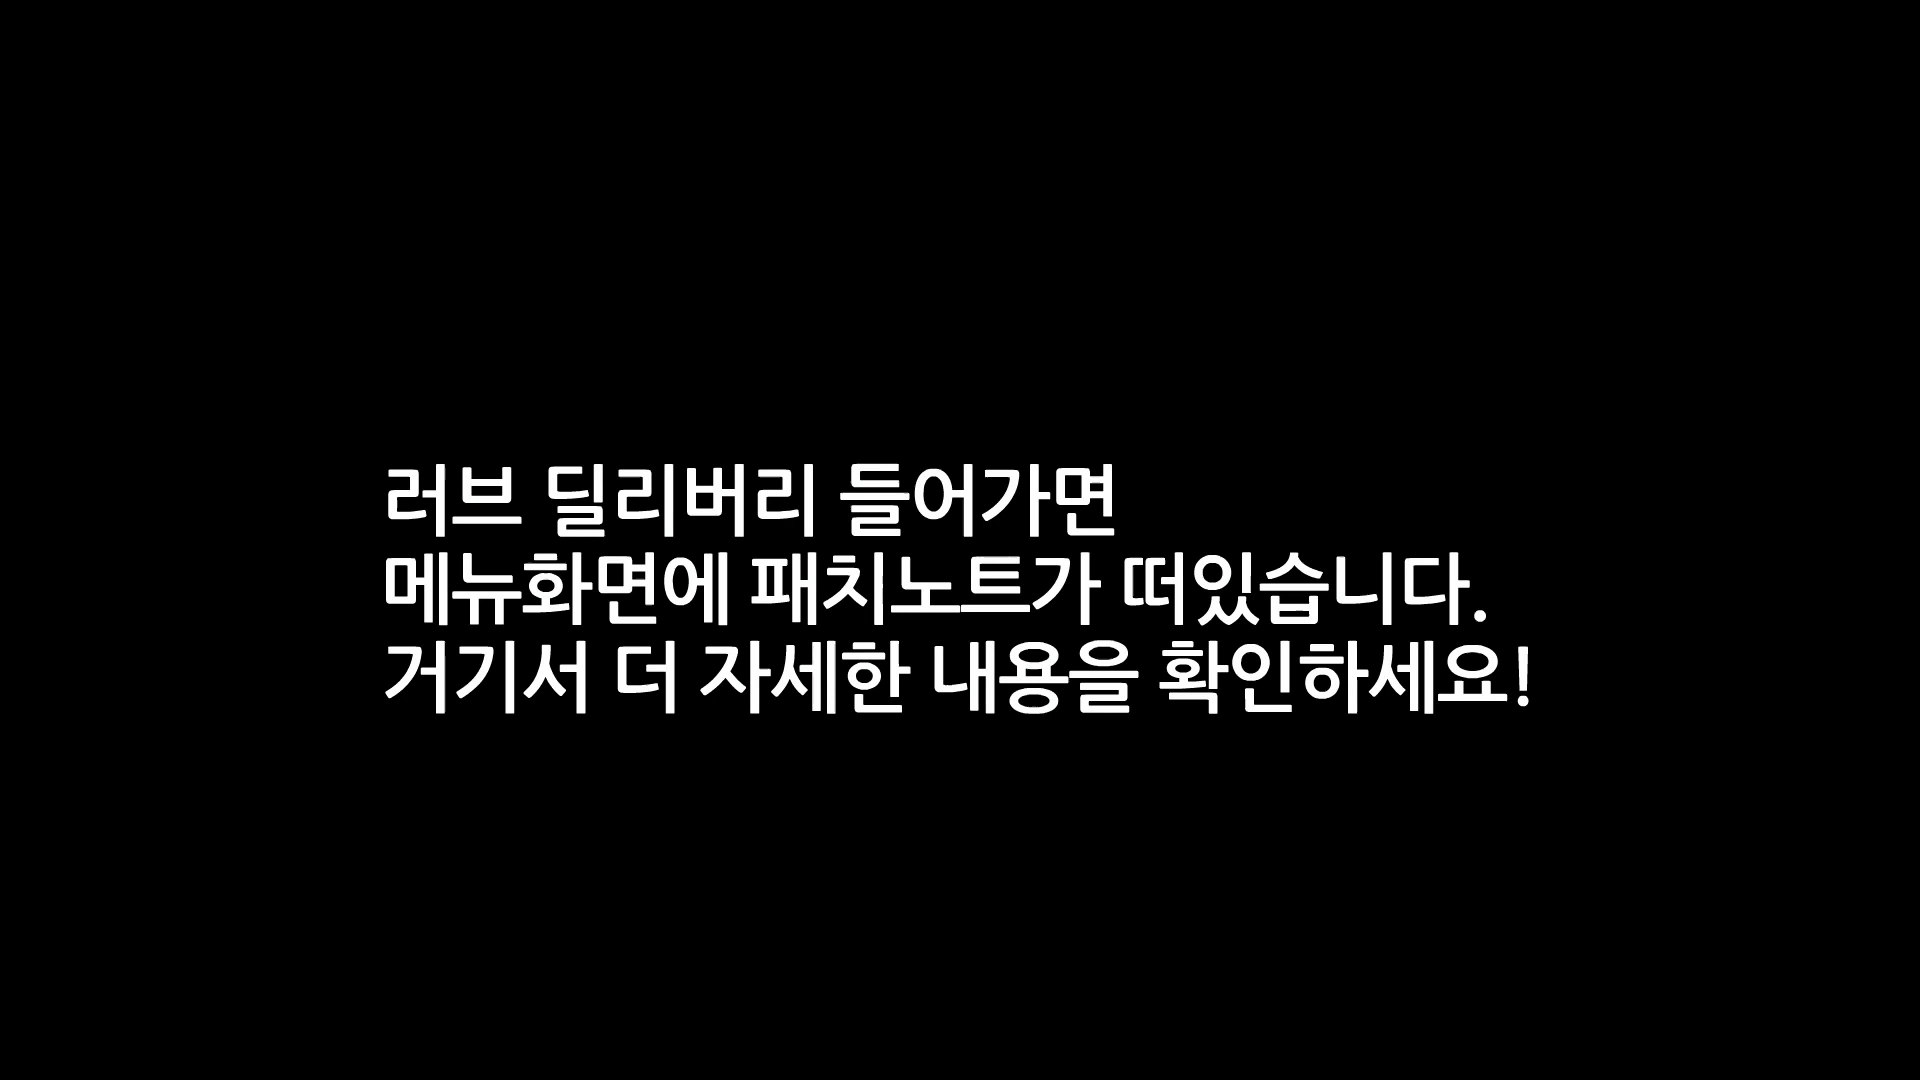 러브 딜리버리 들어가면
메뉴화면에 패치노트가 떠있습니다.
거기서 더 자세한 내용을 확인하세요!